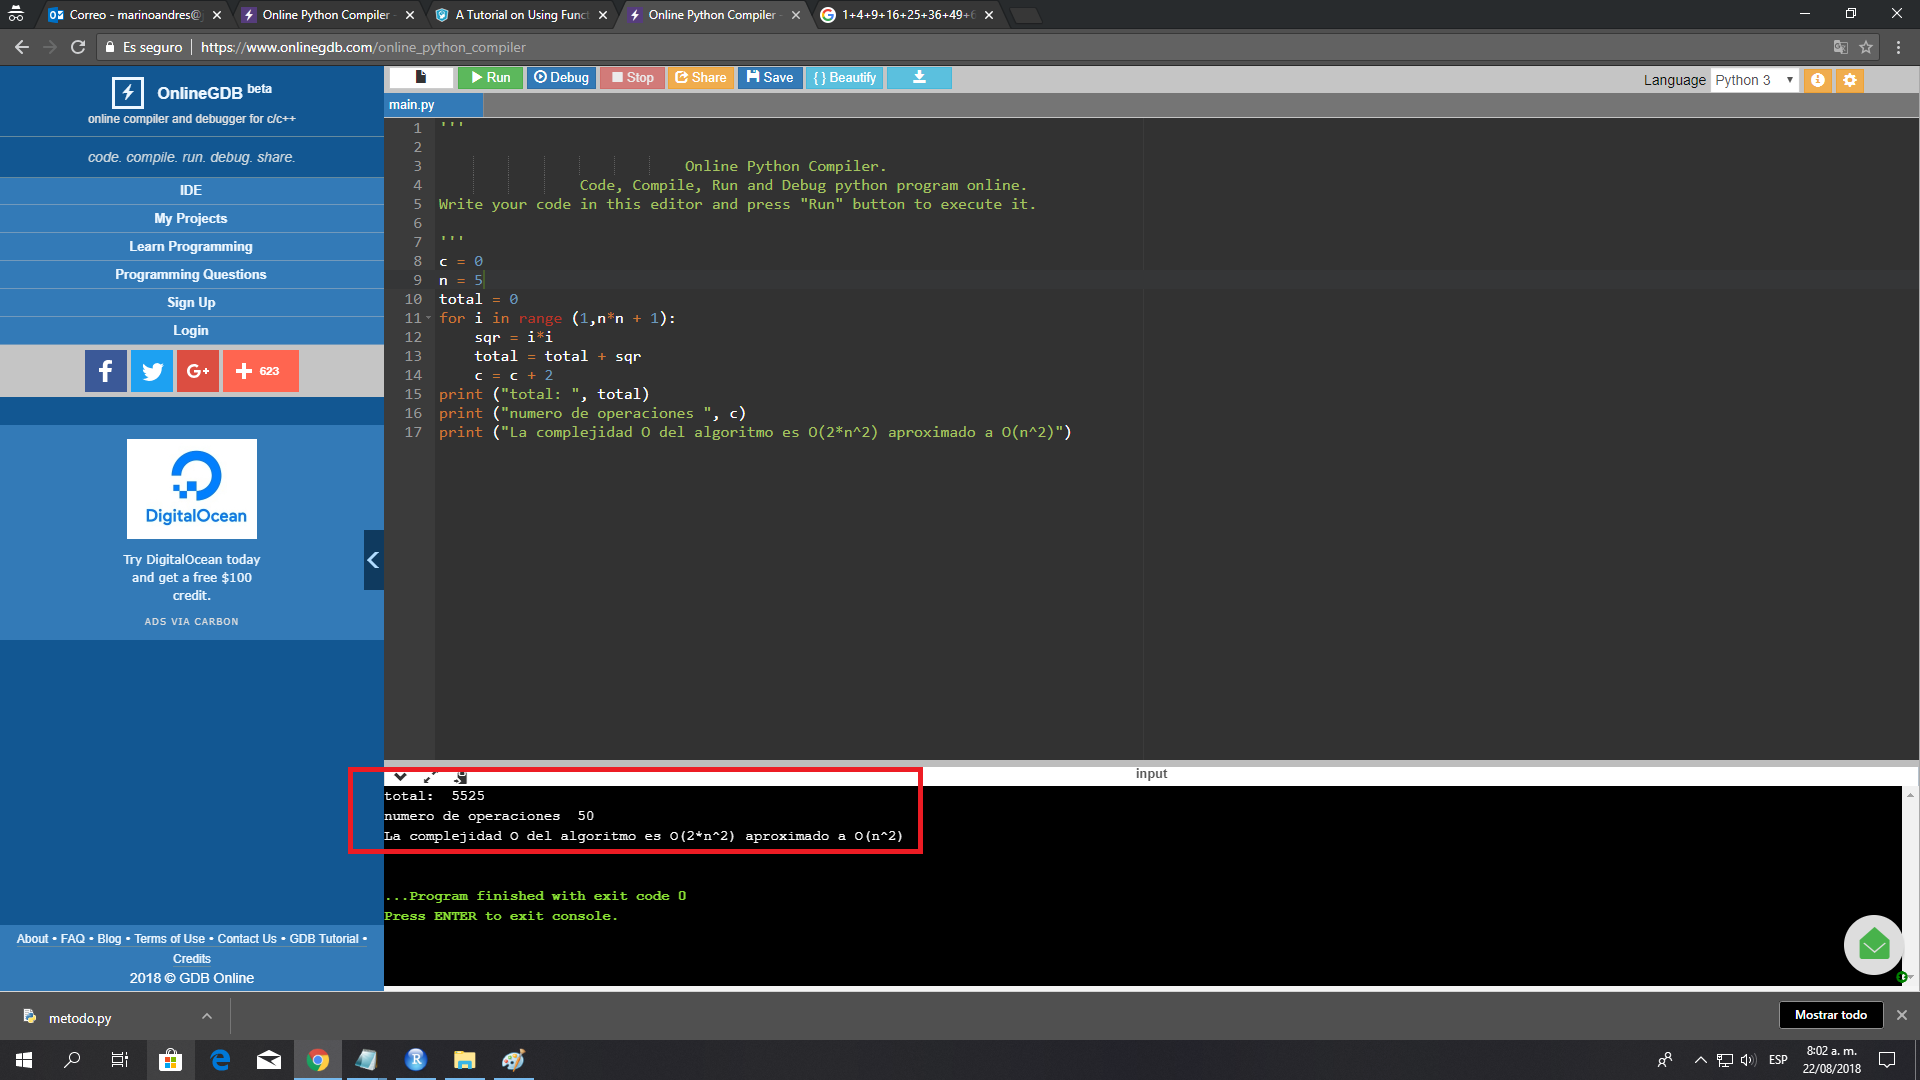 Correo - marinoandres@
Online Python Compiler -
A Tutorial on Using Funct
Online Python Compiler -
1+4+9+16+25+36+49+6
Es seguro
https://www.onlinegdb.com/online_python_compiler
OnlineGDB beta
online compiler and debugger for c/c++
code. compile. run. debug. share.
IDE
My Projects
Learn Programming
Programming Questions
Sign Up
Login
623
DigitalOcean
Try DigitalOcean today
and get a free $100
credit.
ADS VIA CARBON
About • FAQ • Blog • Terms of Use • Contact Us • GDB Tutorial •
Credits
2018 © GDB Online
Run
Debug
Stop
Share
Save
{ } Beautify
Language
Python 3
main.py
1 '''
2
3 Online Python Compiler.
4 Code, Compile, Run and Debug python program online.
5 Write your code in this editor and press "Run" button to execute it.
6
7 '''
8 c = 0
9 n = 5
10 total = 0
11 for i in range (1,n*n + 1):
12 sqr = i*i
13 total = total + sqr
14 c = c + 2
15 print ("total: ", total)
16 print ("numero de operaciones ", c)
17 print ("La complejidad O del algoritmo es O(2*n^2) aproximado a O(n^2)")
input
total:  5525
numero de operaciones  50
La complejidad O del algoritmo es O(2*n^2) aproximado a O(n^2)
...Program finished with exit code 0
Press ENTER to exit console.
metodo.py
Mostrar todo
ESP
8:02 a. m.
22/08/2018